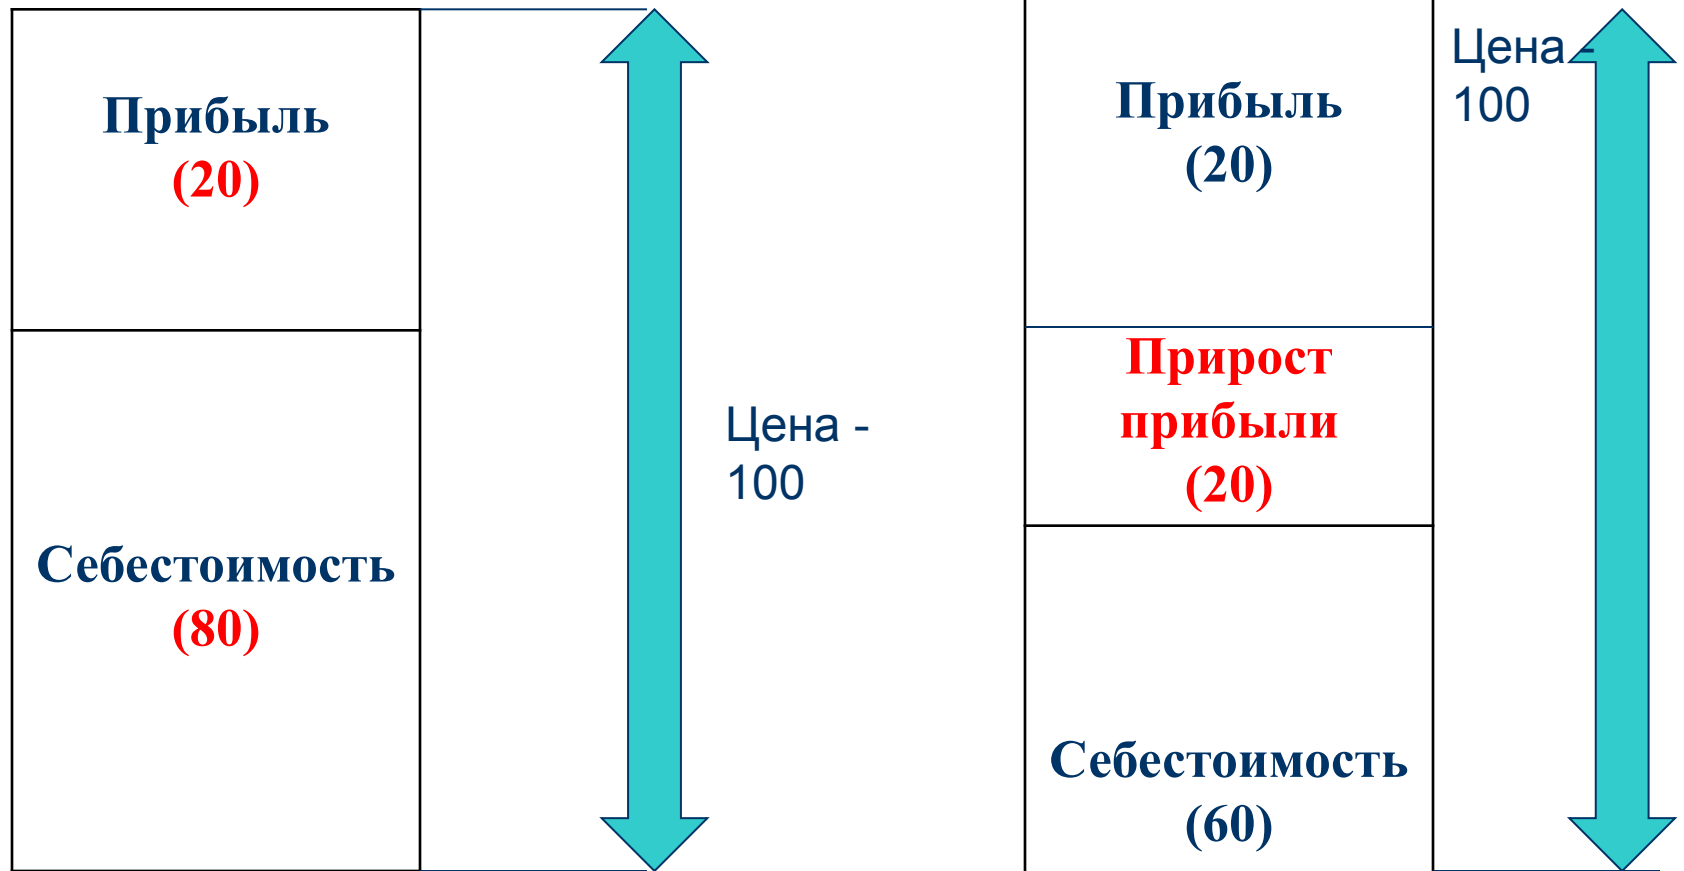 Прибыль
(20)
Себестоимость
(80)
Цена -
100
Прибыль
(20)
Прирост
прибыли
(20)
Себестоимость
(60)
Цена -
100